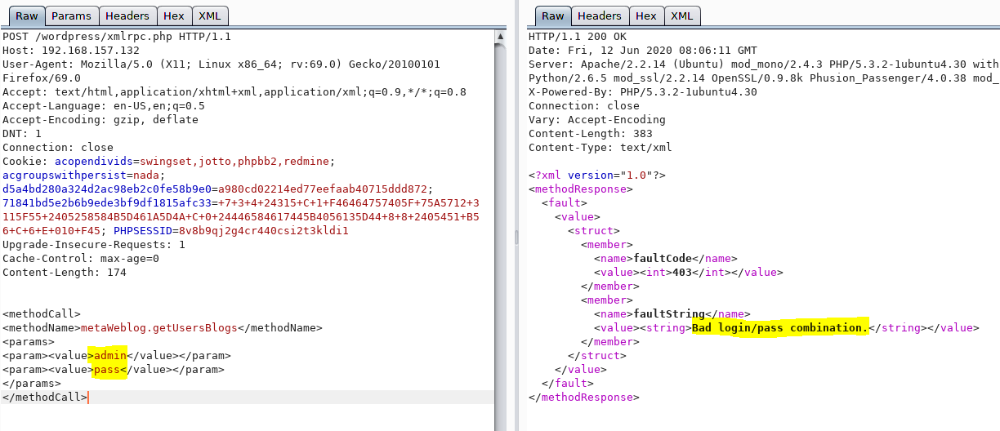 Raw Params Headers Hex XML
POST /wordpress/xmlrpc.php HTTP/1.1
Host: 192.168.157.132
User-Agent: Mozilla/5.0 (X11; Linux x86_64; rv:69.0) Gecko/20100101
Firefox/69.0
Accept: text/html,application/xhtml+xml,application/xml;q=0.9,*/*;q=0.8
Accept-Language: en-US,en;q=0.5
Accept-Encoding: gzip, deflate
DNT: 1
Connection: close
Cookie: acopendivids=swingset,jotto,phpbb2,redmine;
acgroupswithpersist=nada;
d5a4bd280a324d2ac98eb2c0fe58b9e0=a980cd02214ed77eefaab40715ddd872;
71841bd5e2b6b9ede3bf9df1815afc33=+7+3+4+24315+C+1+F46464757405F+75A5712+3
115F55+2405258584B5D461A5D4A+C+0+24446584617445B4056135D44+8+8+2405451+B5
6+C+6+E+010+F45; PHPSESSID=8v8b9qj2g4cr440csi2t3kldi1
Upgrade-Insecure-Requests: 1
Cache-Control: max-age=0
Content-Length: 174
<methodCall>
<methodName>metaWeblog.getUsersBlogs</methodName>
<params>
<param><value>admin</value></param>
<param><value>pass</value></param>
</params>
</methodCall>
Raw Headers Hex XML
HTTP/1.1 200 OK
Date: Fri, 12 Jun 2020 08:06:11 GMT
Server: Apache/2.2.14 (Ubuntu) mod_mono/2.4.3 PHP/5.3.2-1ubuntu4.30 with
Python/2.6.5 mod_ssl/2.2.14 OpenSSL/0.9.8k Phusion_Passenger/4.0.38 mod_
X-Powered-By: PHP/5.3.2-1ubuntu4.30
Connection: close
Vary: Accept-Encoding
Content-Length: 383
Content-Type: text/xml
<?xml version="1.0"?>
<methodResponse>
<fault>
<value>
<struct>
<member>
<name>faultCode</name>
<value><int>403</int></value>
</member>
<member>
<name>faultString</name>
<value><string>Bad login/pass combination.</string></value>
</member>
</struct>
</value>
</fault>
</methodResponse>